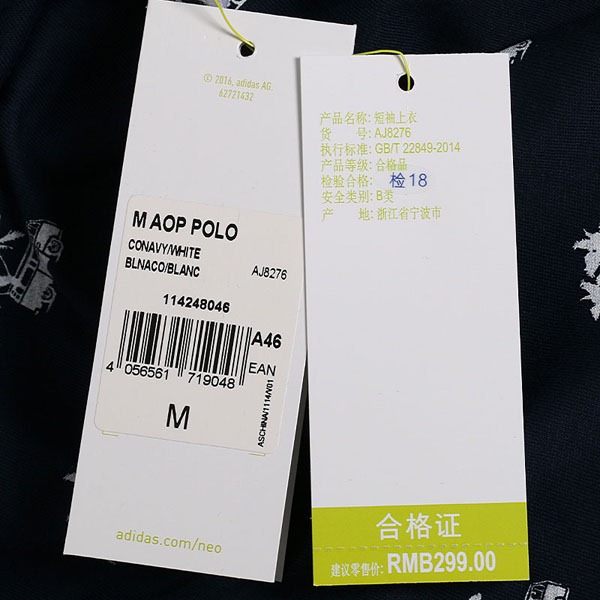 © 2016, adidas AG.
62721432
M AOP POLO
CONAVY/WHITE
BLNACO/BLANC AJ8276
114248046
A46
EAN
4 056561 719048
M
ASCHINA/1114/V01
adidas.com/neo
产品名称: 短袖上衣
货 号: AJ8276
执行标准: GB/T 22849-2014
产品等级: 合格品
检验合格: 检18
安全类别: B类
产 地: 浙江省宁波市
合格证
建议零售价: RMB299.00